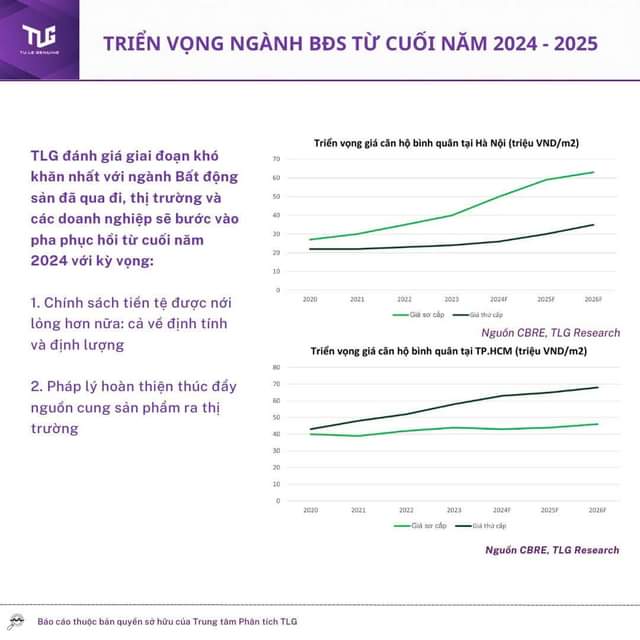 TLG
TU LE GENUINE
TRIỂN VỌNG NGÀNH BĐS TỪ CUỐI NĂM 2024 - 2025
TLG đánh giá giai đoạn khó
khăn nhất với ngành Bất động
sản đã qua đi, thị trường và
các doanh nghiệp sẽ bước vào
pha phục hồi từ cuối năm
2024 với kỳ vọng:
1. Chính sách tiền tệ được nới
lỏng hơn nữa: cả về định tính
và định lượng
2. Pháp lý hoàn thiện thúc đẩy
nguồn cung sản phẩm ra thị
trường
Triển vọng giá căn hộ bình quân tại Hà Nội (triệu VND/m2)
70
60
50
40
30
20
10
0
2020 2021 2022 2023 2024F 2025F 2026F
Giá sơ cấp Giá thứ cấp
Nguồn CBRE, TLG Research
Triển vọng giá căn hộ bình quân tại TP.HCM (triệu VND/m2)
80
70
60
50
40
30
20
10
0
2020 2021 2022 2023 2024F 2025F 2026F
Giá sơ cấp Giá thứ cấp
Nguồn CBRE, TLG Research
Báo cáo thuộc bản quyền sở hữu của Trung tâm Phân tích TLG